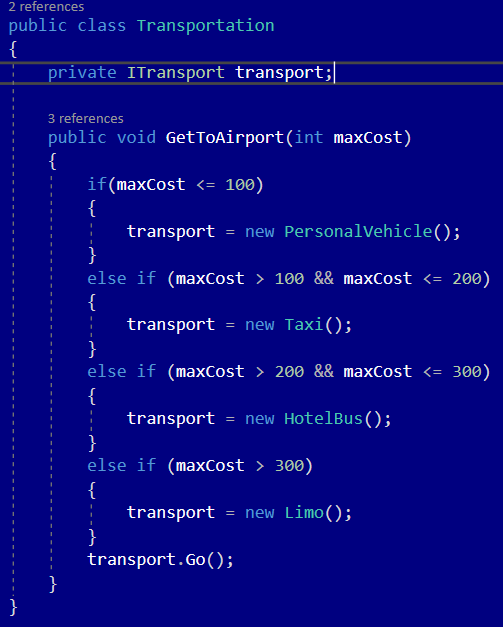 2 references
public class Transportation
{
private ITransport transport;
3 references
public void GetToAirport(int maxCost)
{
if(maxCost <= 100)
{
transport = new PersonalVehicle();
}
else if (maxCost > 100 && maxCost <= 200)
{
transport = new Taxi();
}
else if (maxCost > 200 && maxCost <= 300)
{
transport = new HotelBus();
}
else if (maxCost > 300)
{
transport = new Limo();
}
transport.Go();
}
}